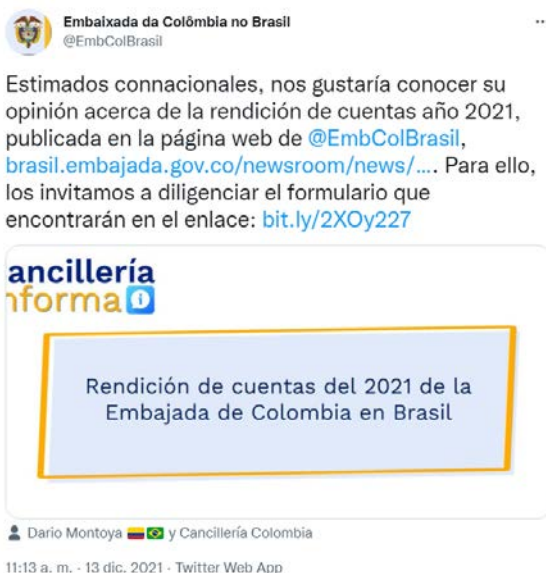 Embaixada da Colômbia no Brasil
@EmbColBrasil
Estimados connacionales, nos gustaría conocer su
opinión acerca de la rendición de cuentas año 2021,
publicada en la página web de @EmbColBrasil,
brasil.embajada.gov.co/newsroom/news/.... Para ello,
los invitamos a diligenciar el formulario que
encontrarán en el enlace: bit.ly/2XOy227
ancillería
nforma
Rendición de cuentas del 2021 de la
Embajada de Colombia en Brasil
Dario Montoya 🇨🇴 🇧🇷 y Cancillería Colombia
11:13 a. m. · 13 dic. 2021 · Twitter Web App